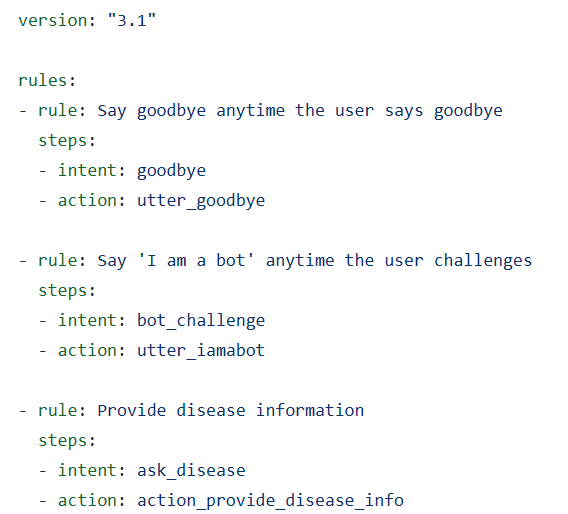 version: "3.1"

rules:
- rule: Say goodbye anytime the user says goodbye
  steps:
  - intent: goodbye
  - action: utter_goodbye

- rule: Say 'I am a bot' anytime the user challenges
  steps:
  - intent: bot_challenge
  - action: utter_iamabot

- rule: Provide disease information
  steps:
  - intent: ask_disease
  - action: action_provide_disease_info